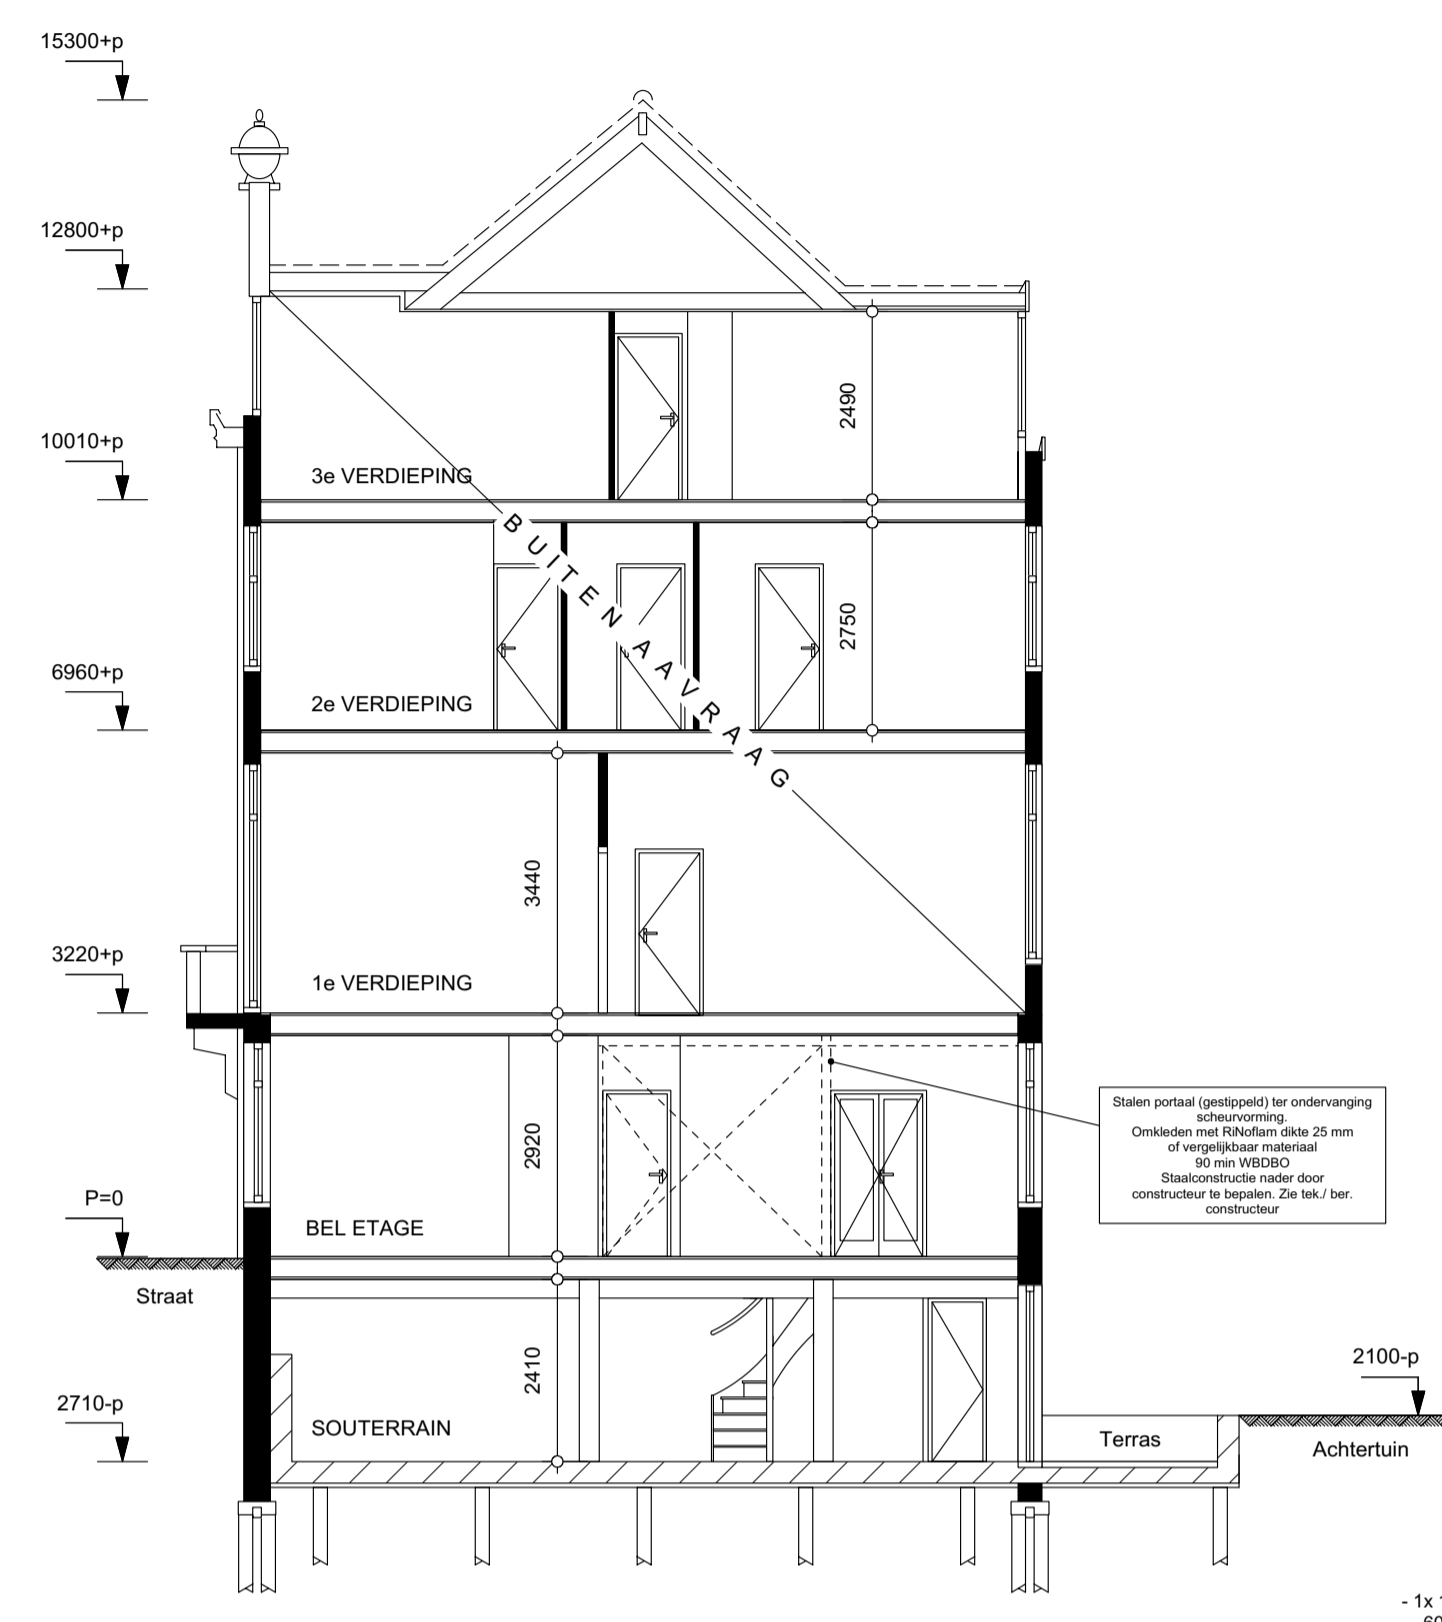 15300+p
12800+p
10010+p
2490
3e VERDIEPING
BUITEN AAVRAAG
2750
6960+p
2e VERDIEPING
3440
3220+p
1e VERDIEPING
Stalen portaal (gestippeld) ter ondervanging
scheurvorming.
Omkleden met RiNoflam dikte 25 mm
of vergelijkbaar materiaal
90 min WBDBO
Staalconstructie nader door
constructeur te bepalen. Zie tek./ ber.
constructeur
2920
P=0
BEL ETAGE
Straat
2410
2100-p
2710-p
SOUTERRAIN
Terras
Achtertuin
- 1x